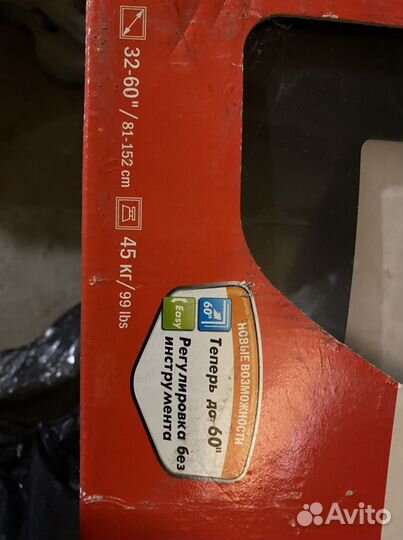 32-60" / 81-152 cm
45 кг/99 lbs
НОВЫЕ ВОЗМОЖНОСТИ
60"
Теперь до 60"
Easy
Регулировка без
инструмента
Avito